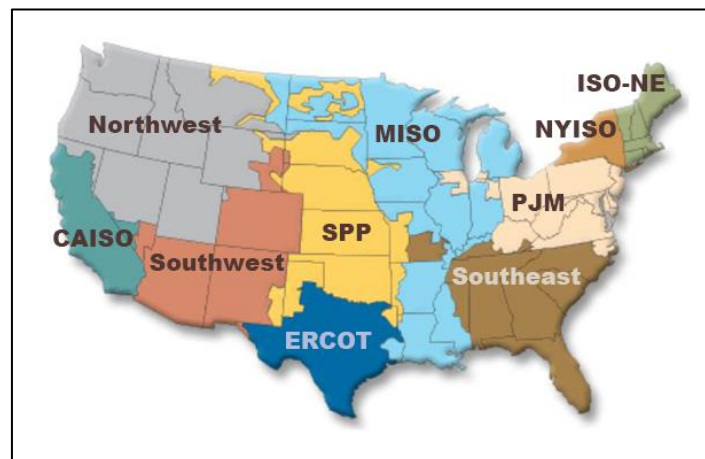 ISO-NE
Northwest
MISO
NYISO
PJM
CAISO
Southwest
SPP
Southeast
ERCOT